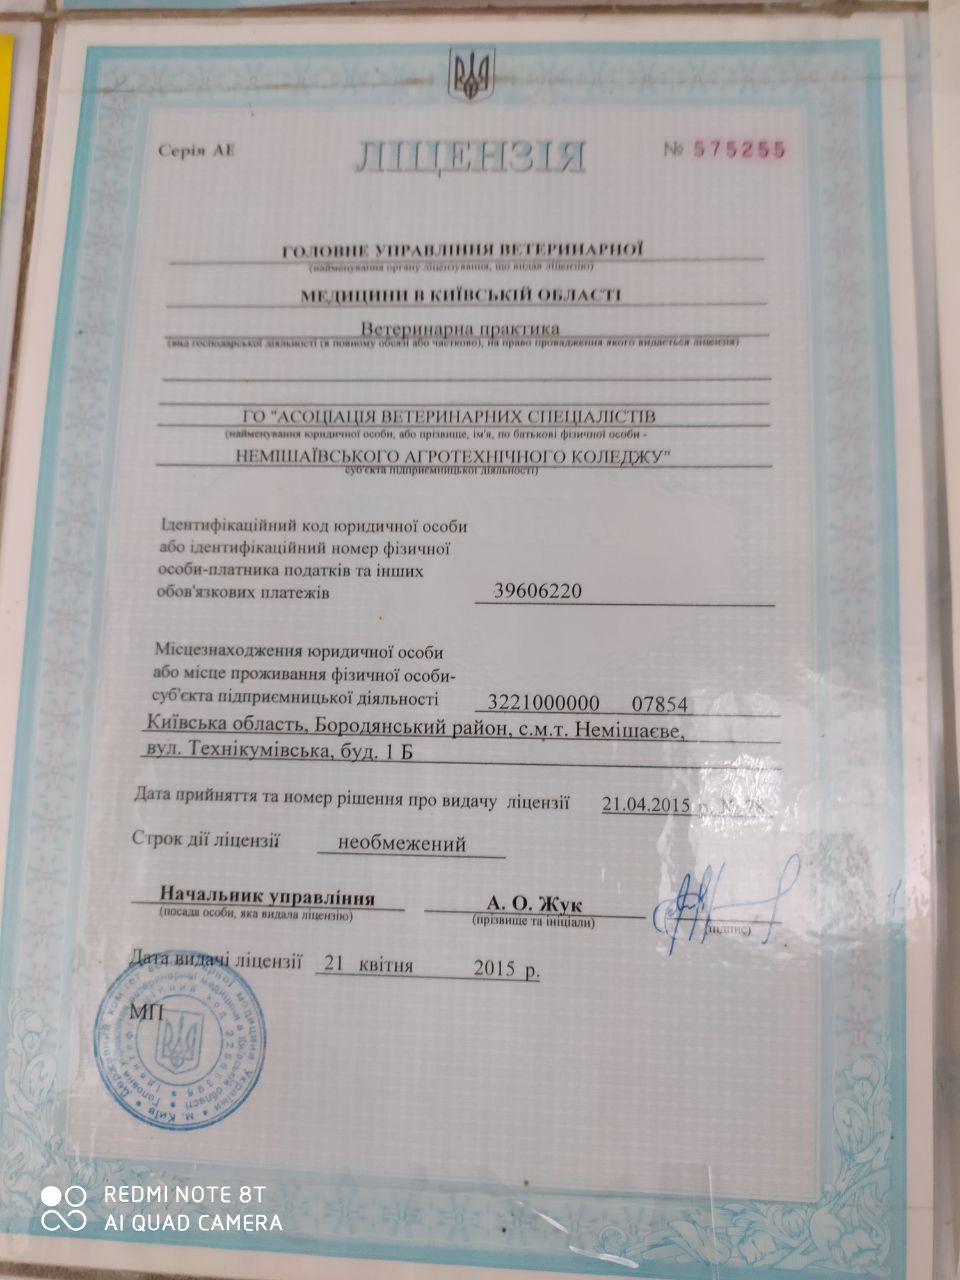 Серія АЕ
ЛІЦЕНЗІЯ
№ 575255
ГОЛОВНЕ УПРАВЛІННЯ ВЕТЕРИНАРНОЇ
(найменування органу ліцензування, що видав ліцензію)
МЕДИЦИНИ В КИЇВСЬКІЙ ОБЛАСТІ
Ветеринарна практика
(вид господарської діяльності (в повному обсязі або частково), на право провадження якого видається ліцензія)
ГО "АСОЦІАЦІЯ ВЕТЕРИНАРНИХ СПЕЦІАЛІСТІВ
(найменування юридичної особи, або прізвище, ім'я, по батькові фізичної особи -
НЕМІШАЇВСЬКОГО АГРОТЕХНІЧНОГО КОЛЕДЖУ"
суб'єкта підприємницької діяльності)
Ідентифікаційний код юридичної особи
або ідентифікаційний номер фізичної
особи-платника податків та інших
обов'язкових платежів 39606220
Місцезнаходження юридичної особи
або місце проживання фізичної особи-
суб'єкта підприємницької діяльності 3221000000 07854
Київська область, Бородянський район, с.м.т. Немішаєве,
вул. Технікумівська, буд. 1 Б
Дата прийняття та номер рішення про видачу ліцензії 21.04.2015 р. № 78
Строк дії ліцензії необмежений
Начальник управління А. О. Жук
(посада особи, яка видала ліцензію) (прізвище та ініціали) (підпис)
Дата видачі ліцензії 21 квітня 2015 р.
МП
REDMI NOTE 8T
AI QUAD CAMERA